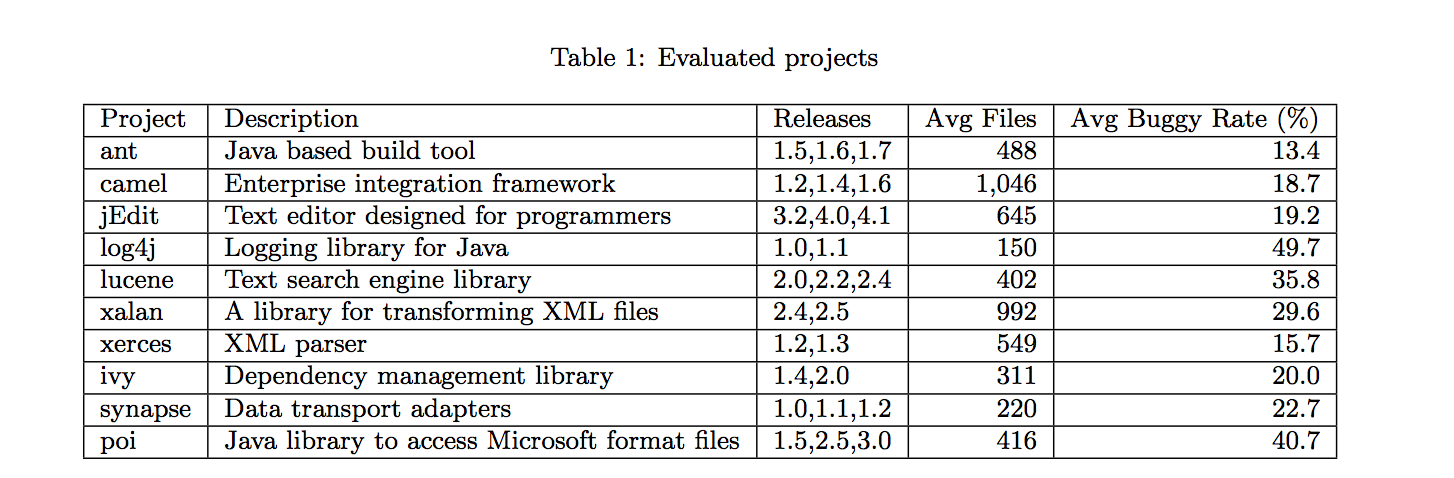 Table 1: Evaluated projects
Project Description Releases Avg Files Avg Buggy Rate (%)
ant Java based build tool 1.5,1.6,1.7 488 13.4
camel Enterprise integration framework 1.2,1.4,1.6 1,046 18.7
jEdit Text editor designed for programmers 3.2,4.0,4.1 645 19.2
log4j Logging library for Java 1.0,1.1 150 49.7
lucene Text search engine library 2.0,2.2,2.4 402 35.8
xalan A library for transforming XML files 2.4,2.5 992 29.6
xerces XML parser 1.2,1.3 549 15.7
ivy Dependency management library 1.4,2.0 311 20.0
synapse Data transport adapters 1.0,1.1,1.2 220 22.7
poi Java library to access Microsoft format files 1.5,2.5,3.0 416 40.7